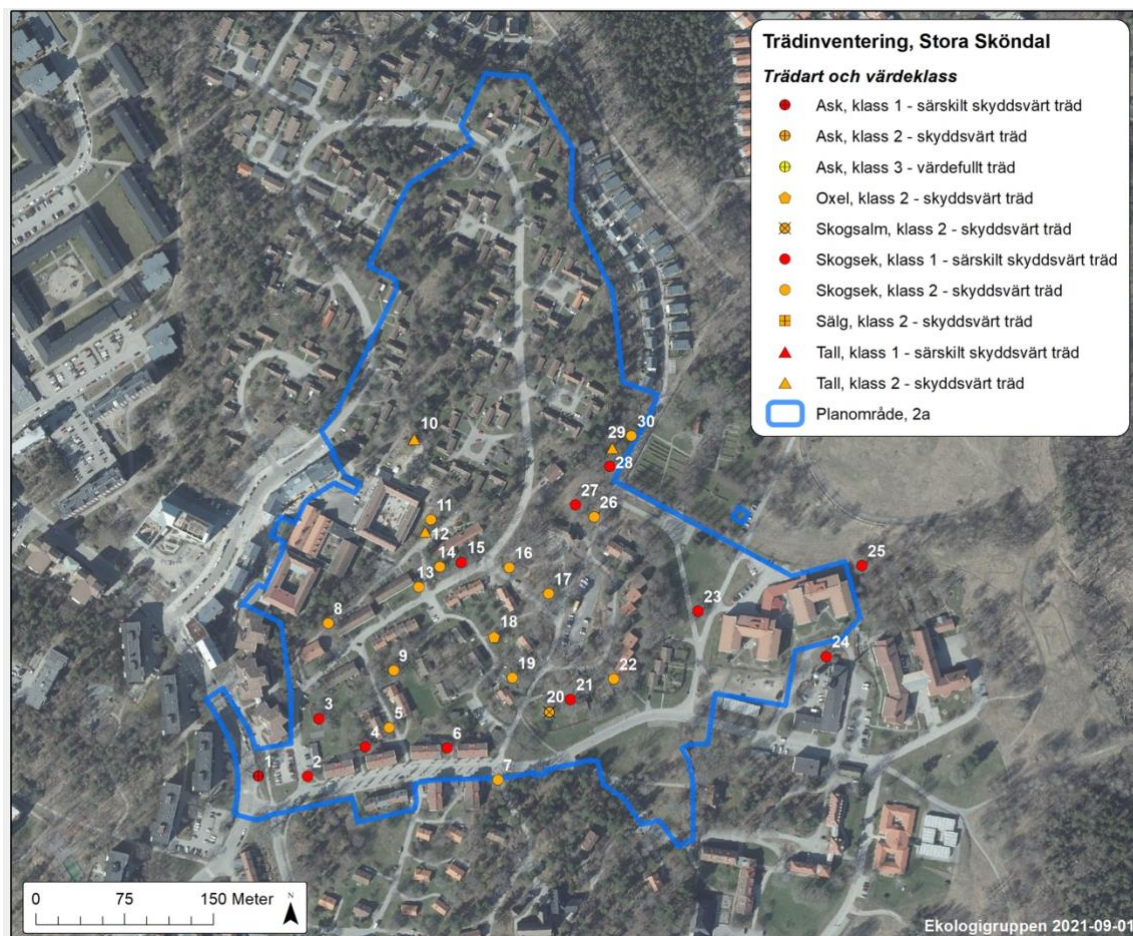 Trädinventering, Stora Sköndal
Trädart och värdeklass
Ask, klass 1 - särskilt skyddsvärt träd
Ask, klass 2 - skyddsvärt träd
Ask, klass 3 - värdefullt träd
Oxel, klass 2 - skyddsvärt träd
Skogsalm, klass 2 - skyddsvärt träd
Skogsek, klass 1 - särskilt skyddsvärt träd
Skogsek, klass 2 - skyddsvärt träd
Sälg, klass 2 - skyddsvärt träd
Tall, klass 1 - särskilt skyddsvärt träd
Tall, klass 2 - skyddsvärt träd
Planområde, 2a
10
29
30
28
27
26
11
12
14
15
16
13
17
25
8
18
23
9
19
22
24
3
20
21
5
4
6
1
2
7
0
75
150 Meter
N
Ekologigruppen 2021-09-01